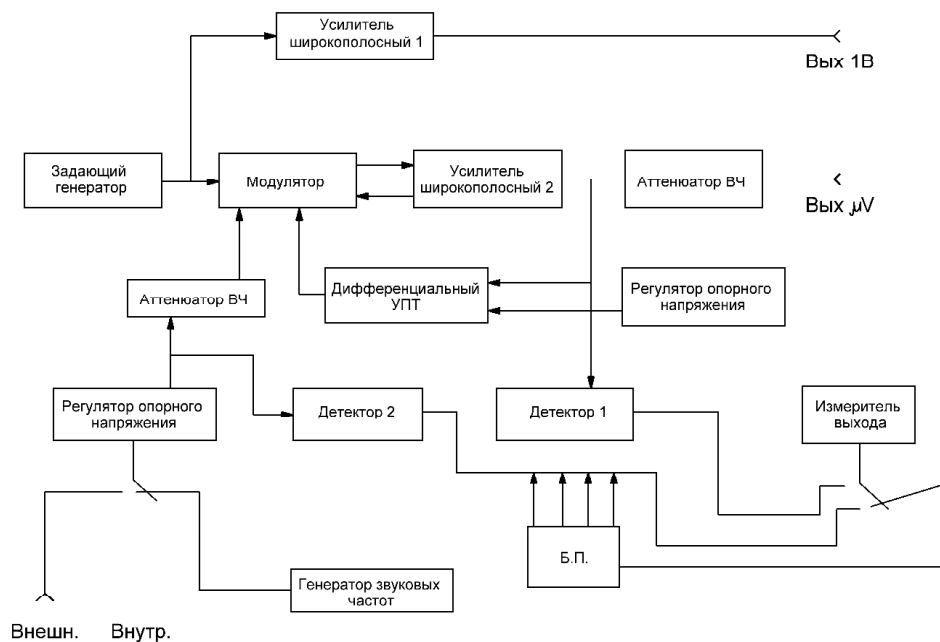 Усилитель
широкополосный 1
Вых 1В
Задающий
генератор
Модулятор
Усилитель
широкополосный 2
Аттенюатор ВЧ
Вых μV
Аттенюатор ВЧ
Дифференциальный
УПТ
Регулятор опорного
напряжения
Регулятор опорного
напряжения
Детектор 2
Детектор 1
Измеритель
выхода
Б.П.
Генератор звуковых
частот
Внешн.
Внутр.